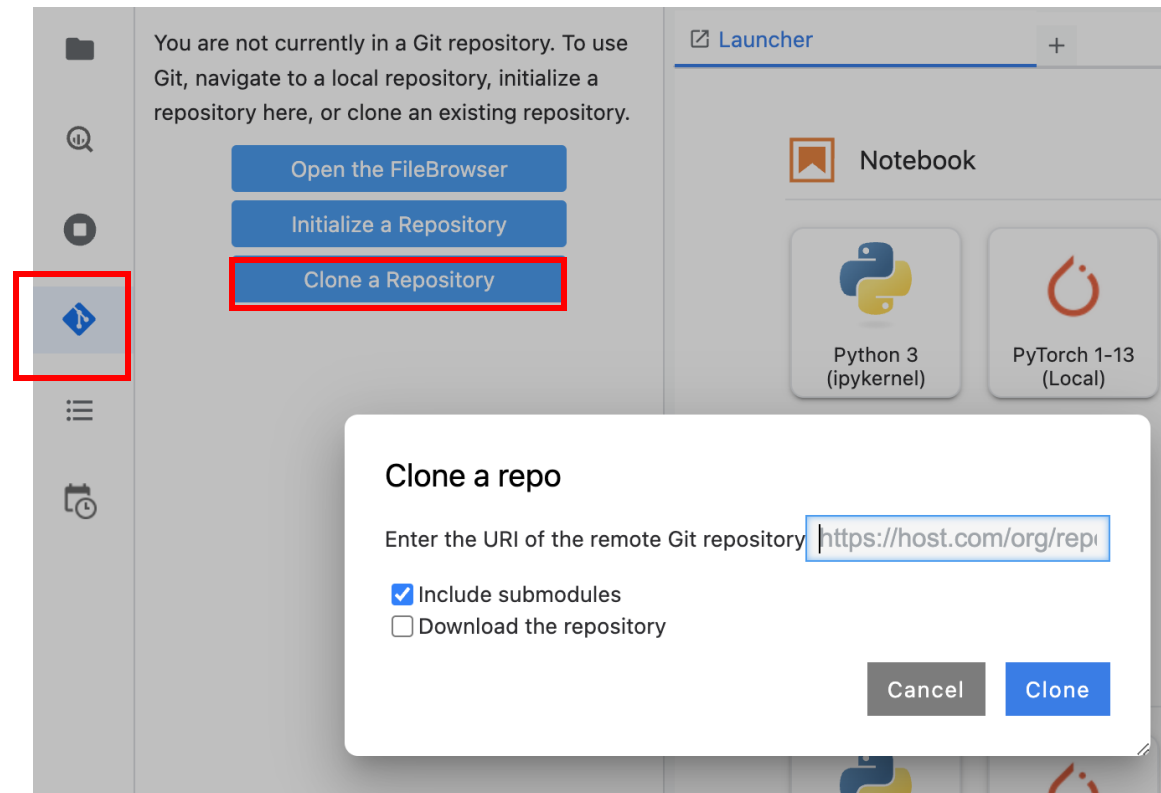 You are not currently in a Git repository. To use
Git, navigate to a local repository, initialize a
repository here, or clone an existing repository.
Open the FileBrowser
Initialize a Repository
Clone a Repository
Launcher
+
Notebook
Python 3
(ipykernel)
PyTorch 1-13
(Local)
Clone a repo
Enter the URI of the remote Git repository
https://host.com/org/repo
Include submodules
Download the repository
Cancel
Clone